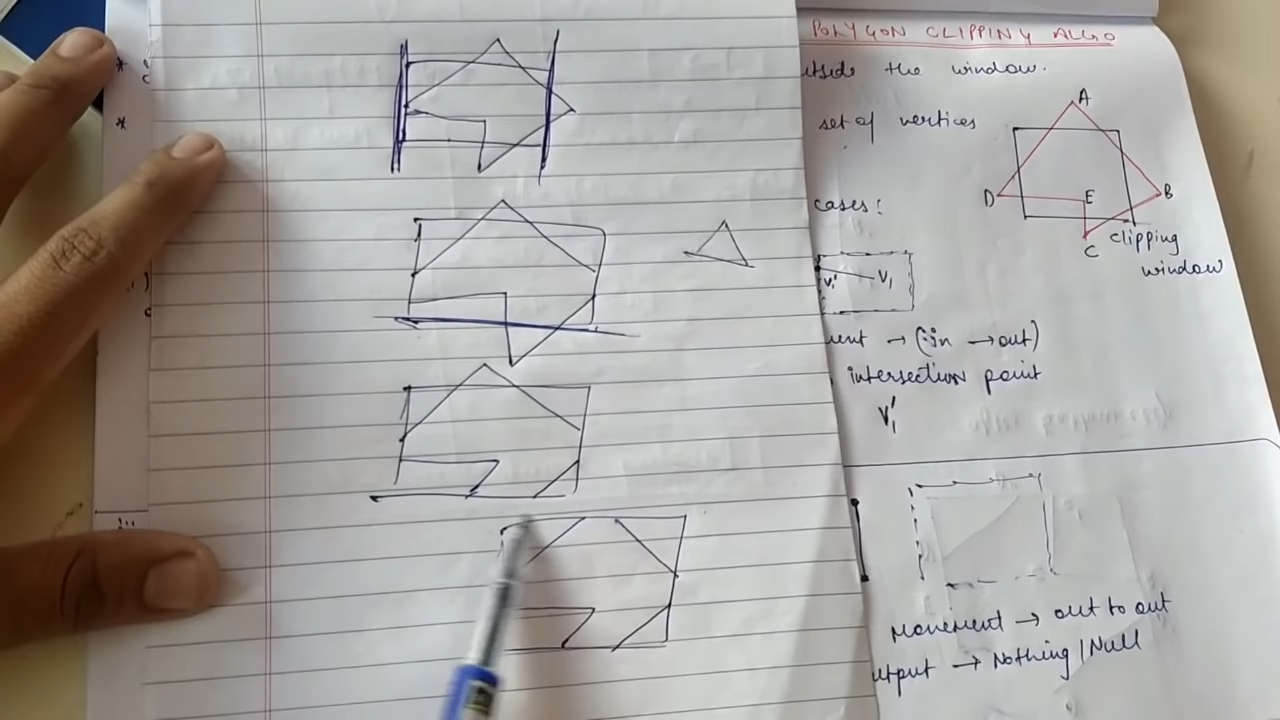 POLYGON CLIPPING ALGO
the window.
set of vertices
cases:
A
D
E
B
C
clipping
window
V₁'
V₁
→ (:in → out)
intersection point
V₁'
Movement → out to out
→ Nothing | Null